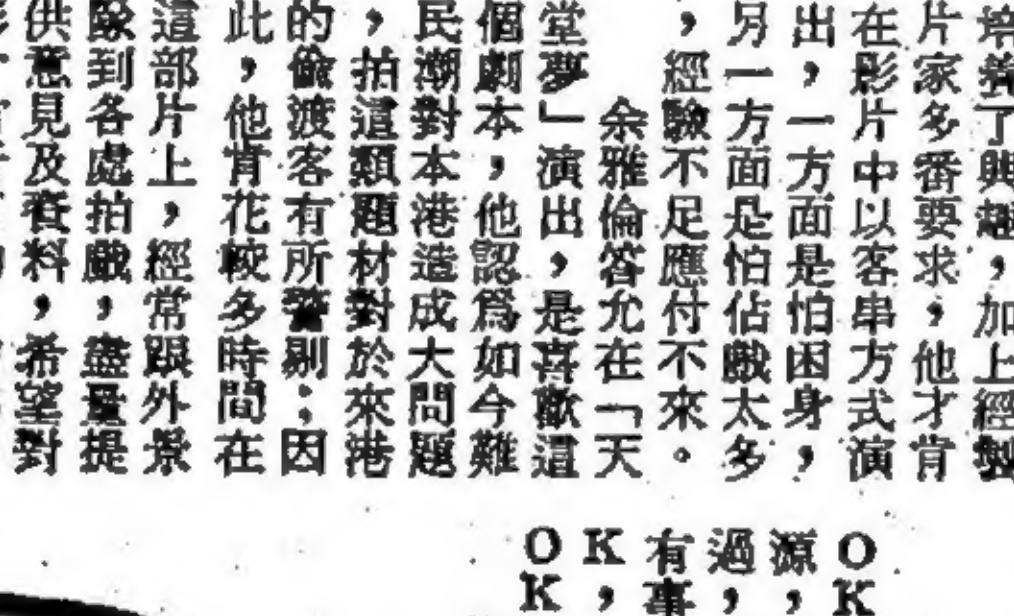 培養了興趣，加上經製
片家多番要求，他才肯
在影片中以客串方式演
出，一方面是怕困身，
另一方面是怕佔戲太多
，經驗不足應付不來。
余雅倫答允在「天
堂夢」演出，是喜歡這
個劇本，他認爲如今難
民潮對本港造成大問題
，拍這類題材對於來港
的偷渡客有所警剔；因
此，他肯花較多時間在
這部片上，經常跟外景
隊到各處拍戲，盡量提
供意見及資料，希望對
OK
源，
過，
有事
K，
OK